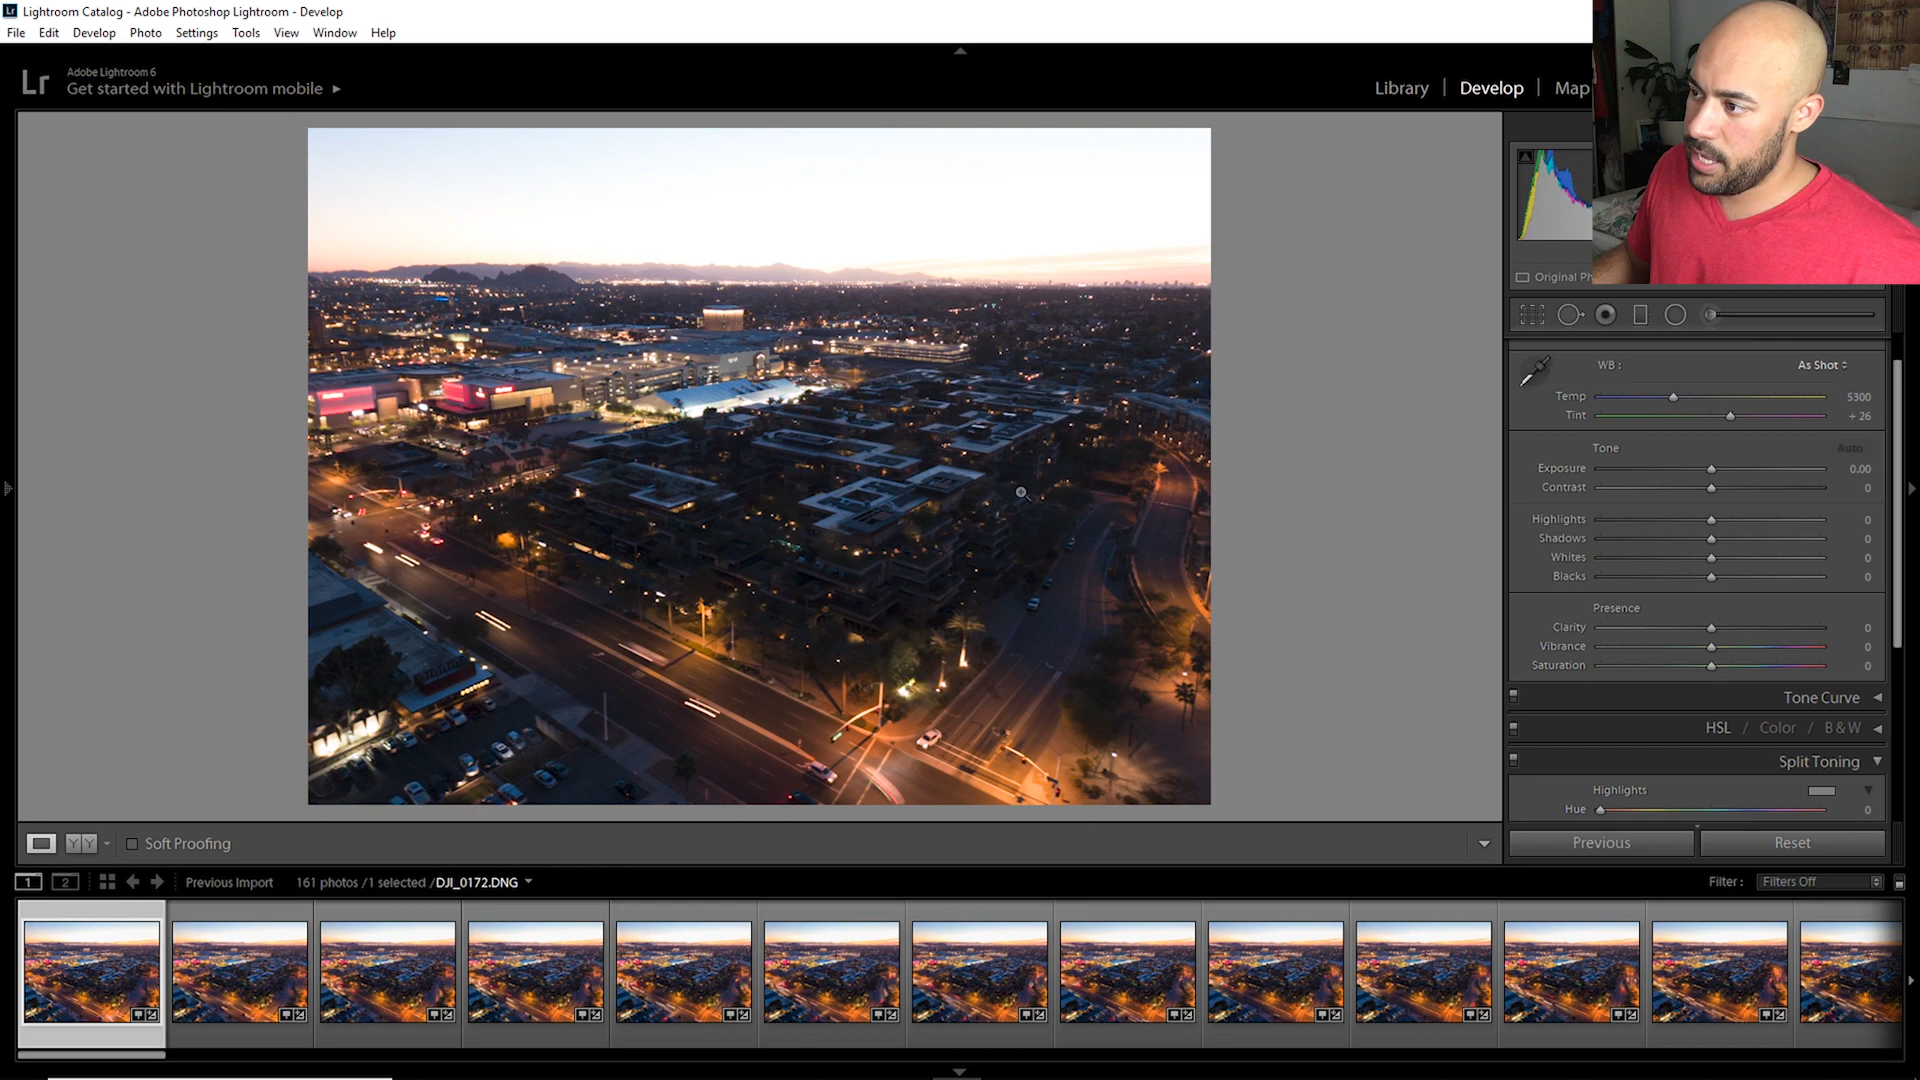 Lr Lightroom Catalog - Adobe Photoshop Lightroom - Develop
File Edit Develop Photo Settings Tools View Window Help
Lr Adobe Lightroom 6
Get started with Lightroom mobile
Library | Develop | Map
Original Ph
WB : As Shot
Temp 5300
Tint + 26
Tone Auto
Exposure 0.00
Contrast 0
Highlights 0
Shadows 0
Whites 0
Blacks 0
Presence
Clarity 0
Vibrance 0
Saturation 0
Tone Curve
HSL / Color / B & W
Split Toning
Highlights
Hue 0
Previous Reset
Y Y Soft Proofing
1 2 Previous Import 161 photos /1 selected /DJI_0172.DNG Filter : Filters Off